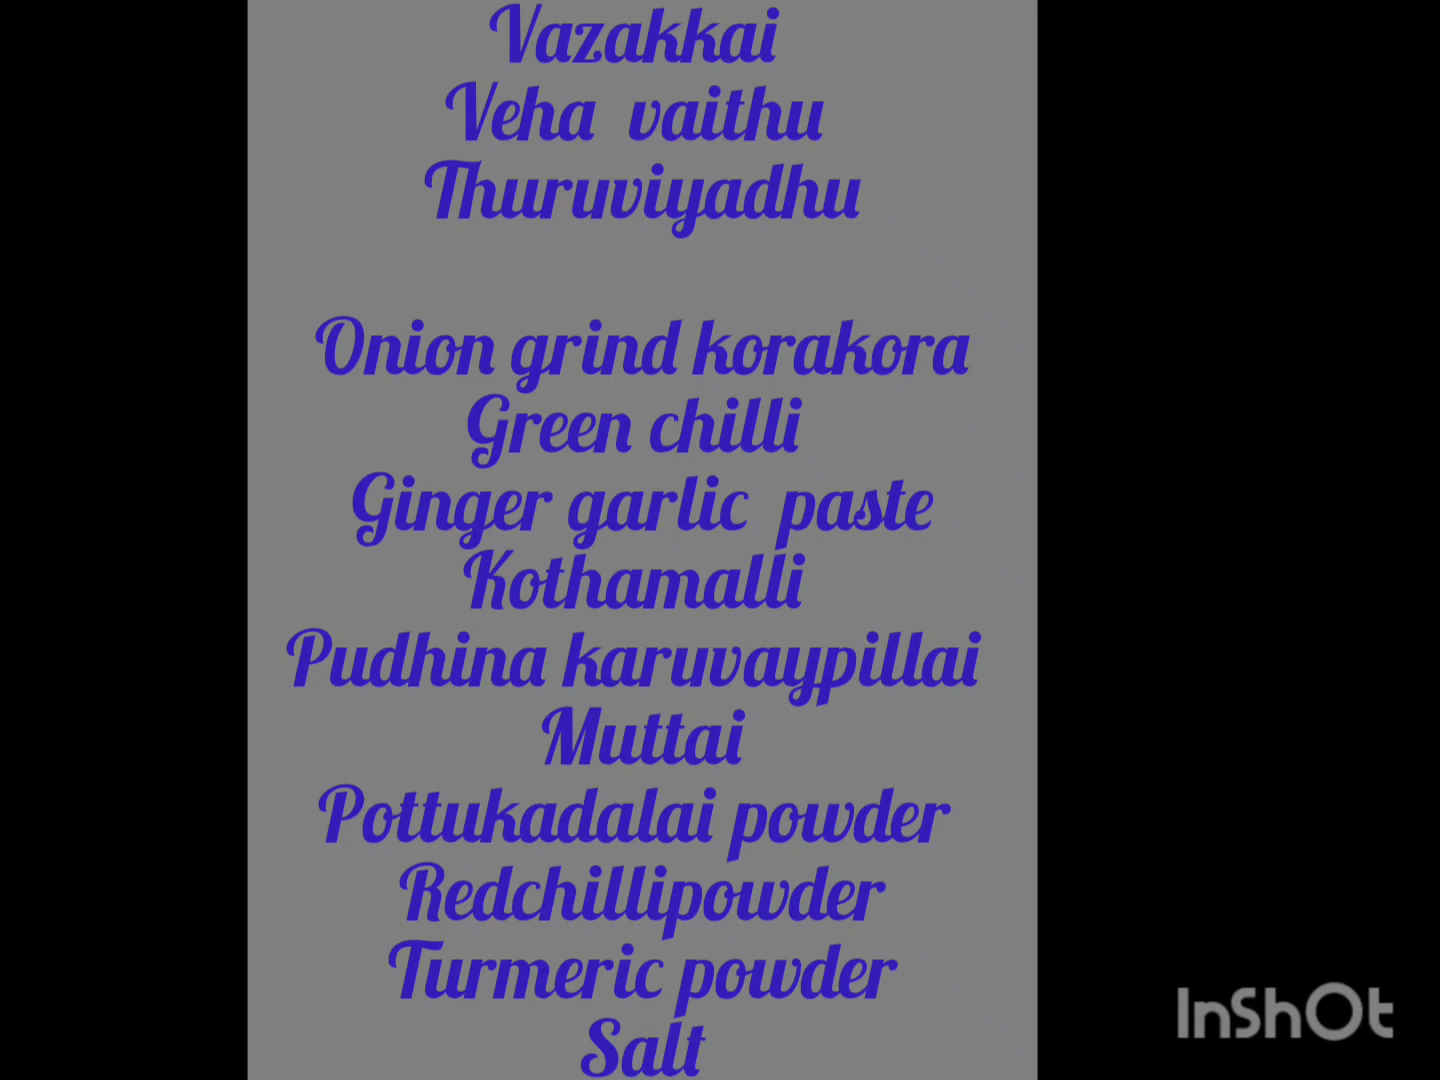 Vazakkai
Veha vaithu
Thuruviyadhu
Onion grind korakora
Green chilli
Ginger garlic paste
Kothamalli
Pudhina karuvaypillai
Muttai
Pottukadalai powder
Redchillipowder
Turmeric powder
Salt
InShOt